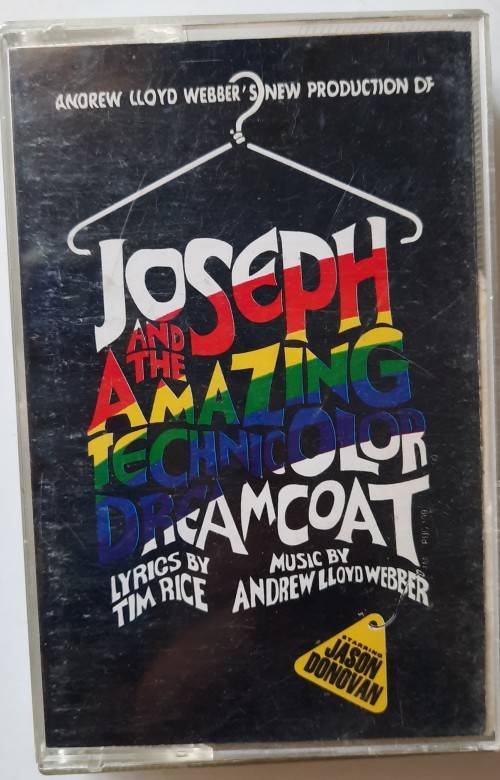 ANDREW LLOYD WEBBER'S NEW PRODUCTION OF
JOSEPH
AND
THE
AMAZING
TECHNICOLOR
DREAMCOAT
LYRICS BY
TIM RICE
MUSIC BY
ANDREW LLOYD WEBBER
STARRING
JASON
DONOVAN